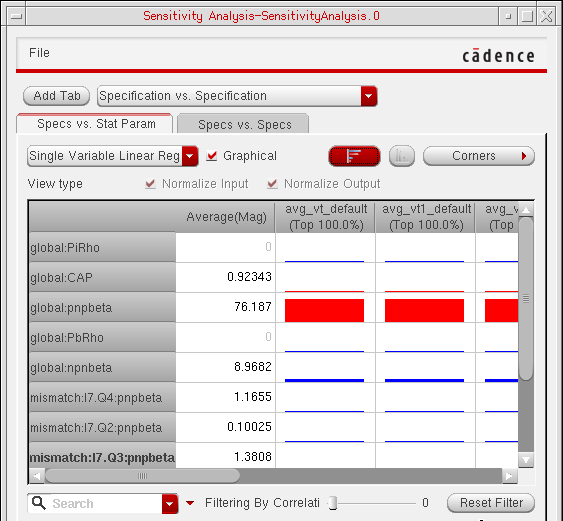 Sensitivity Analysis-SensitivityAnalysis.0
File
cādence
Add Tab
Specification vs. Specification
Specs vs. Stat Param
Specs vs. Specs
Single Variable Linear Reg
Graphical
Corners
View type
Normalize Input
Normalize Output
Average(Mag)
avg_vt_default
(Top 100.0%)
avg_vt1_default
(Top 100.0%)
avg_v
(Top 10
global:PiRho 0
global:CAP 0.92343
global:pnpbeta 76.187
global:PbRho 0
global:npnbeta 8.9682
mismatch:I7.Q4:pnpbeta 1.1655
mismatch:I7.Q2:pnpbeta 0.10025
mismatch:I7.Q3:pnpbeta 1.3808
Search
Filtering By Correlati
0
Reset Filter